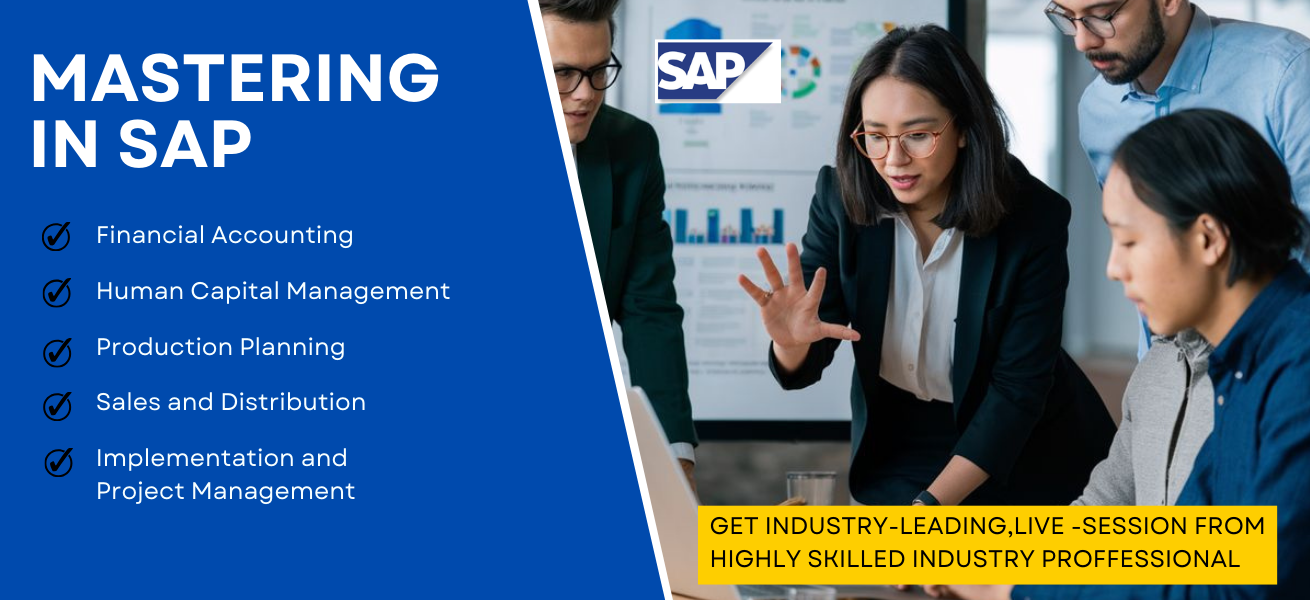 MASTERING
IN SAP
Financial Accounting
Human Capital Management
Production Planning
Sales and Distribution
Implementation and
Project Management
SAP
GET INDUSTRY-LEADING,LIVE -SESSION FROM
HIGHLY SKILLED INDUSTRY PROFFESSIONAL